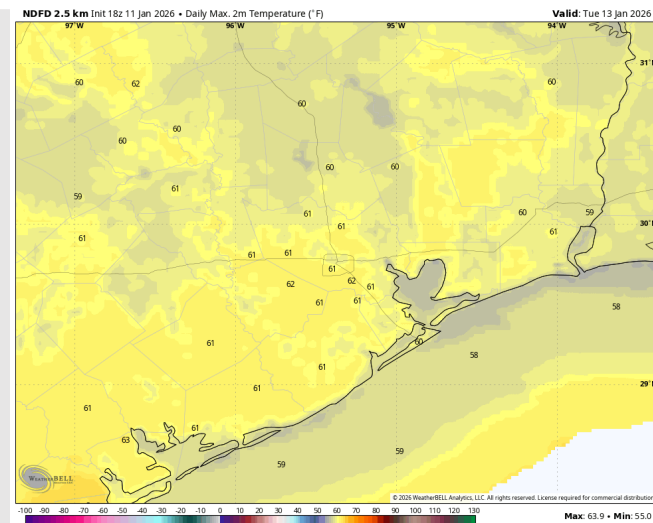 NDFD 2.5 km Init 18z 11 Jan 2026 • Daily Max. 2m Temperature (°F)
Valid: Tue 13 Jan 2026
97°W 96°W 95°W 94°W
31°
60 62 60
60
60
60
60 60
59 61
61 60 59
61 61
61
30°
61 61
61
62 62 61
61 61
58
61
58
60
61
29°
61
61
61
63
59
59
WEATHERBELL
© 2026 WeatherBELL Analytics, LLC. All rights reserved. License required for commercial distribution
-100 -90 -80 -70 -60 -50 -40 -30 -20 -10 0 10 20 30 40 50 60 70 80 90 100 110 120 130
Max: 63.9 • Min: 55.0